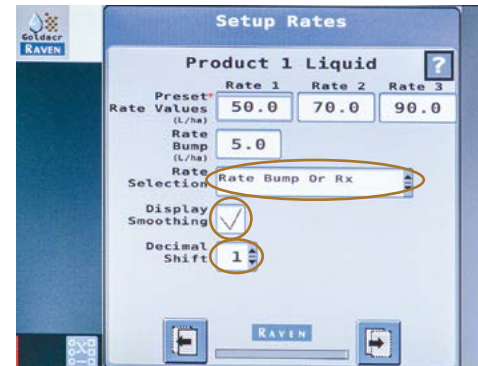 Goldacr
RAVEN
Setup Rates
Product 1 Liquid
?
Rate 1 Rate 2 Rate 3
Preset*
Rate Values
(L/ha)
50.0 70.0 90.0
Rate
Bump
(L/ha)
5.0
Rate
Selection
Rate Bump Or Rx
Display
Smoothing
Decimal
Shift
1
RAVEN